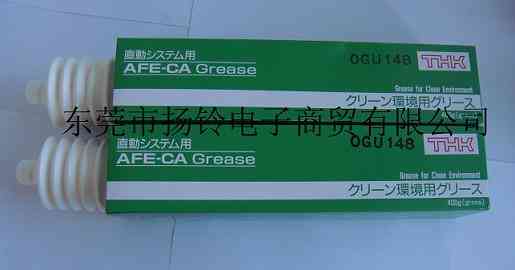 直動システム用
AFE-CA Grease
OGU148
THK
Grease for Clean Environment
クリーン環境用グリース
东莞市扬铃电子商贸有限公司
直動システム用
AFE-CA Grease
OGU148
THK
Grease for Clean Environment
クリーン環境用グリース
400g(gross)